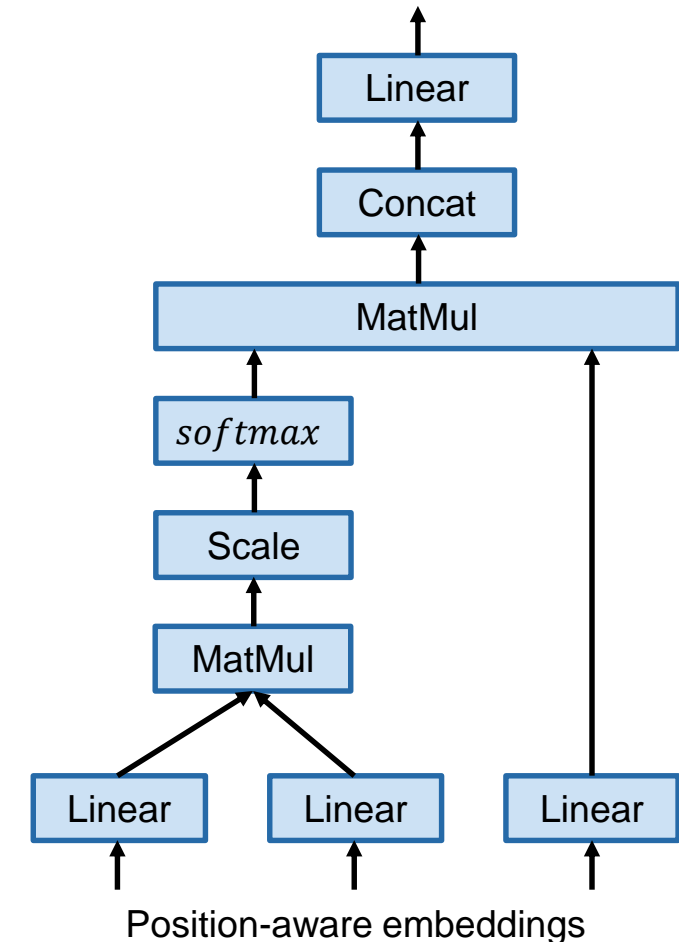 Linear
Concat
MatMul
softmax
Scale
MatMul
Linear Linear Linear
Position-aware embeddings